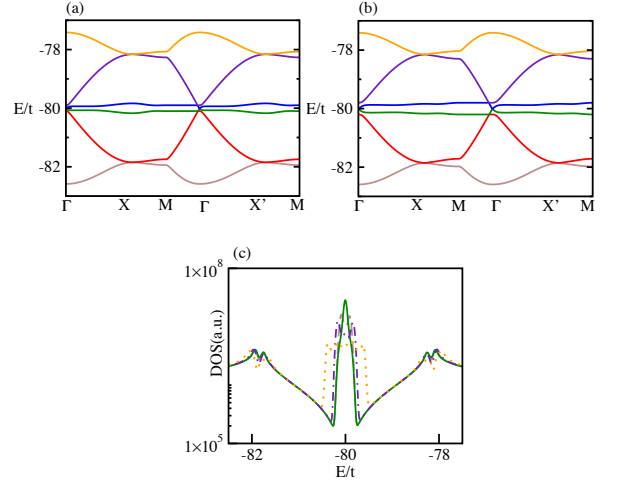 (a)
(b)
-78
-78
E/t -80
E/t -80
-82
-82
Γ X M Γ X' M
Γ X M Γ X' M
(c)
1×10⁸
DOS(a.u.)
1×10⁵
-82 -80 -78
E/t